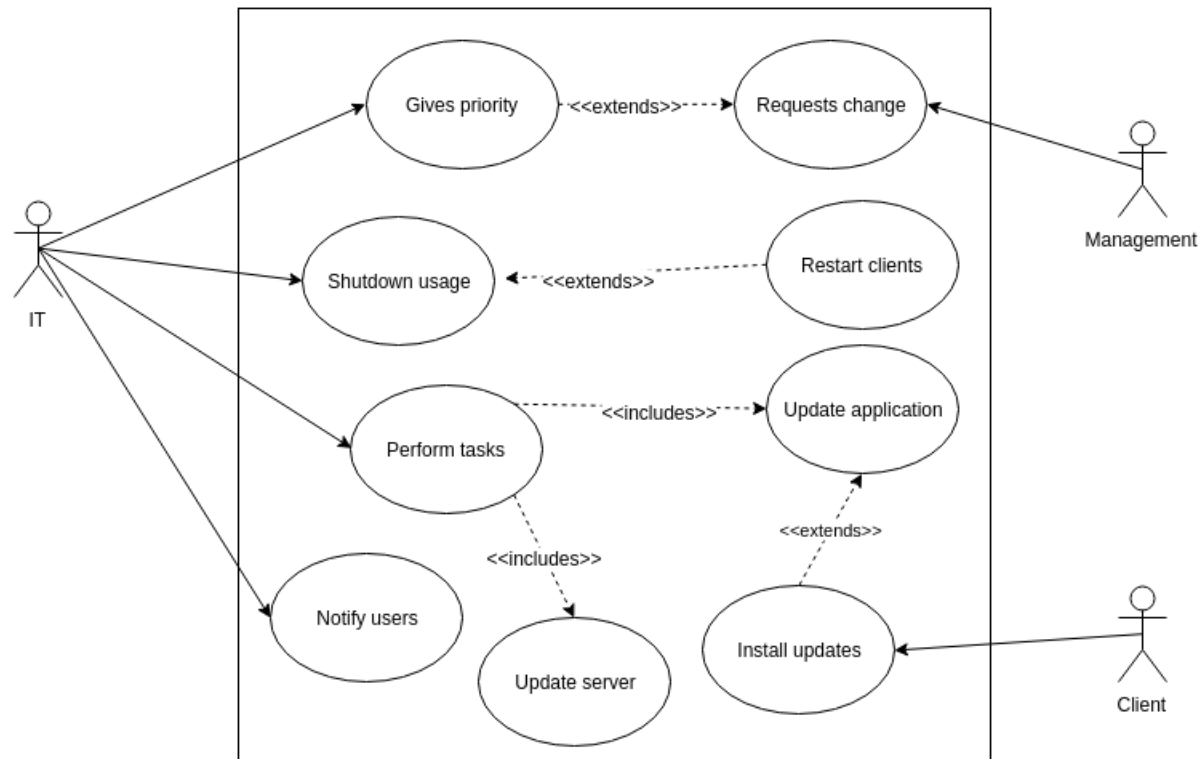 Gives priority
<<extends>>
Requests change
Management
Shutdown usage
<<extends>>
Restart clients
IT
Perform tasks
<<includes>>
Update application
<<includes>>
<<extends>>
Notify users
Update server
Install updates
Client